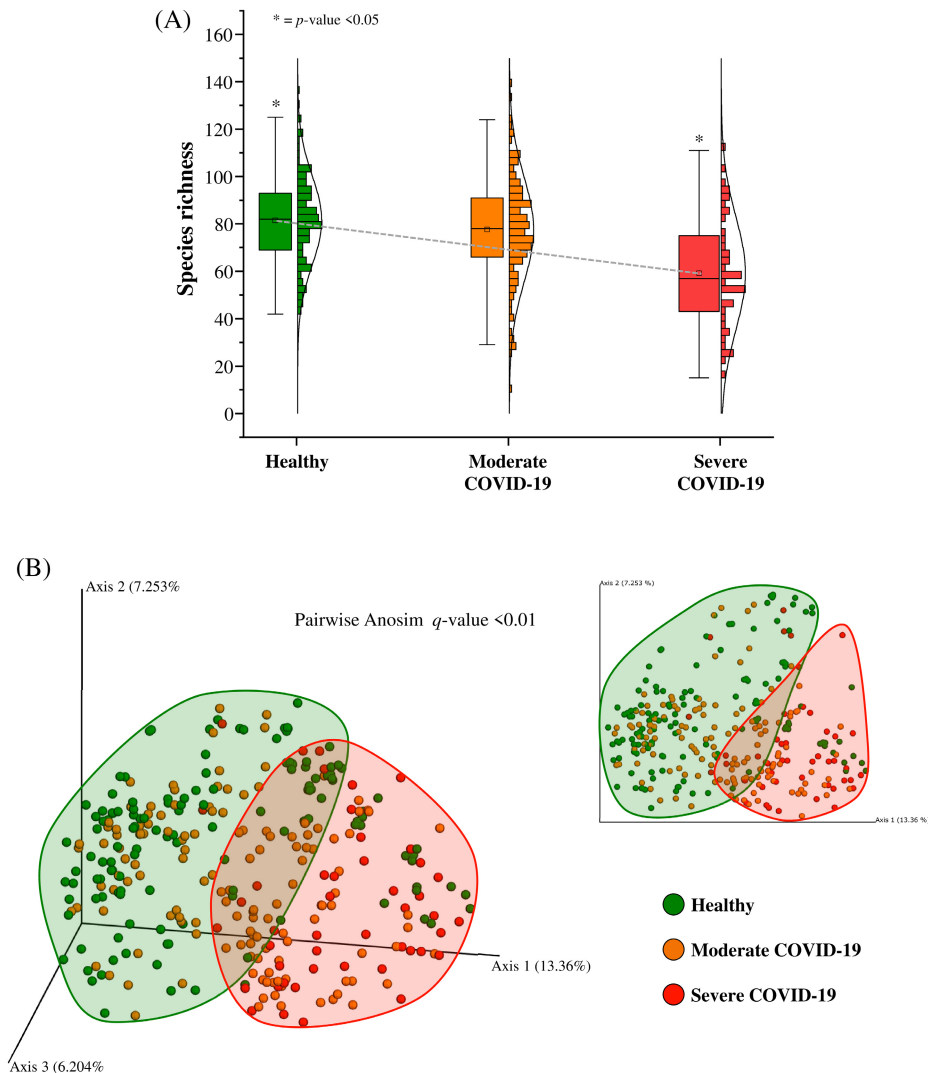 (A)
* = p-value <0.05
160
140
120
100
80
60
40
20
0
Species richness
*
*
Healthy
Moderate
COVID-19
Severe
COVID-19
(B)
Axis 2 (7.253%
Pairwise Anosim q-value <0.01
Axis 1 (13.36%)
Axis 3 (6.204%
Axis 2 (7.253 %)
Axis 1 (13.36 %
Healthy
Moderate COVID-19
Severe COVID-19